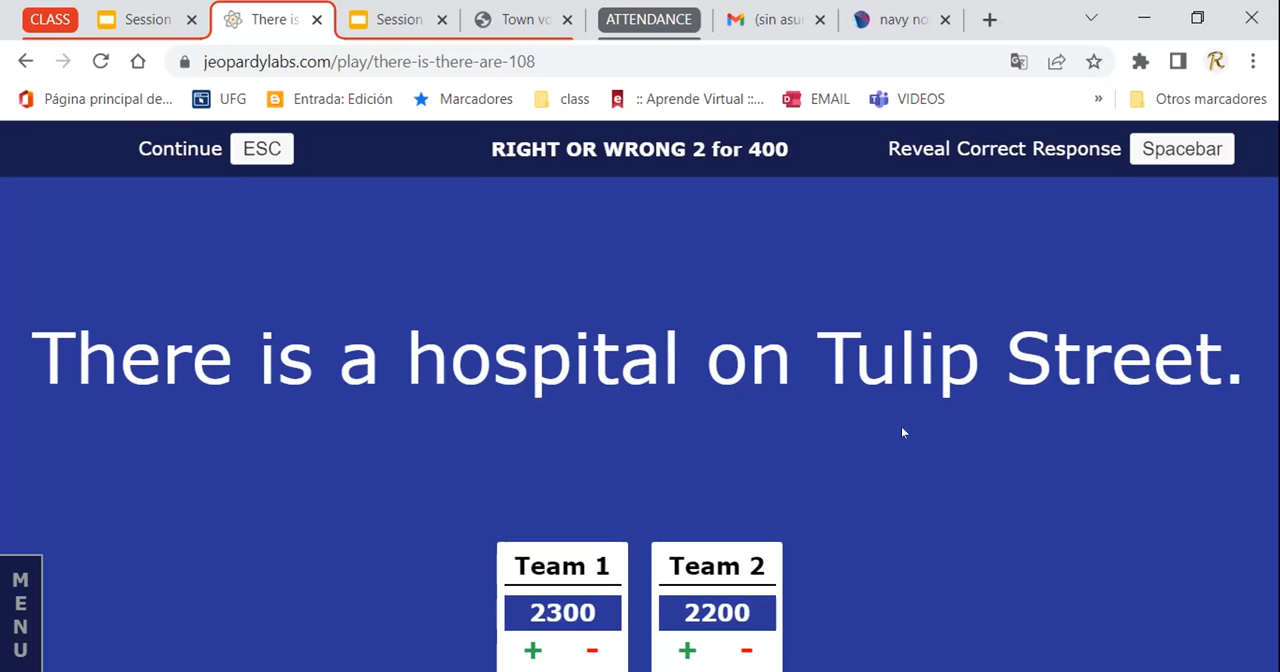 CLASS Session There is Session Town vo ATTENDANCE (sin asu navy no
jeopardylabs.com/play/there-is-there-are-108
Página principal de... UFG Entrada: Edición Marcadores class :: Aprende Virtual ::... EMAIL VIDEOS » Otros marcadores
Continue ESC RIGHT OR WRONG 2 for 400 Reveal Correct Response Spacebar
There is a hospital on Tulip Street.
MENU
Team 1 Team 2
2300 2200
+ - + -